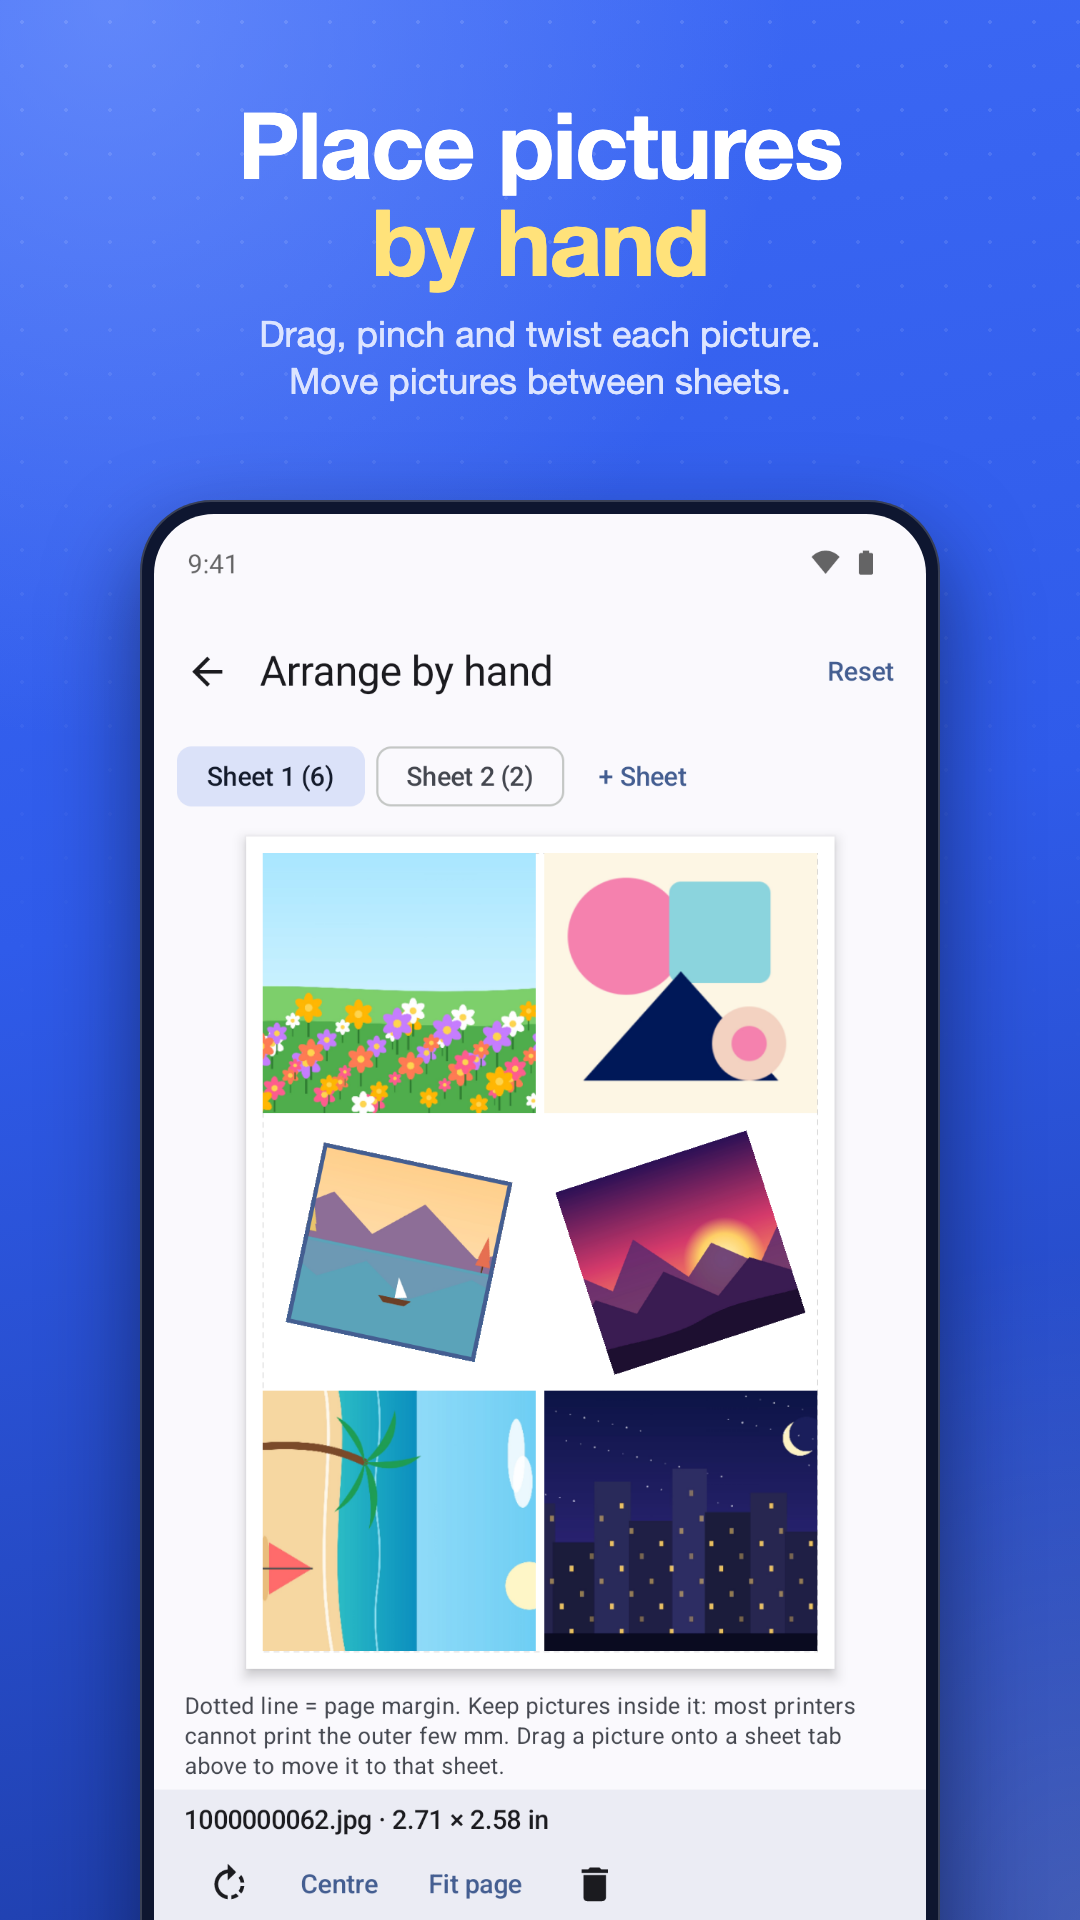 Place pictures
by hand
Drag, pinch and twist each picture.
Move pictures between sheets.
9:41
Arrange by hand
Reset
Sheet 1 (6)
Sheet 2 (2)
+ Sheet
Dotted line = page margin. Keep pictures inside it: most printers
cannot print the outer few mm. Drag a picture onto a sheet tab
above to move it to that sheet.
1000000062.jpg · 2.71 × 2.58 in
Centre
Fit page